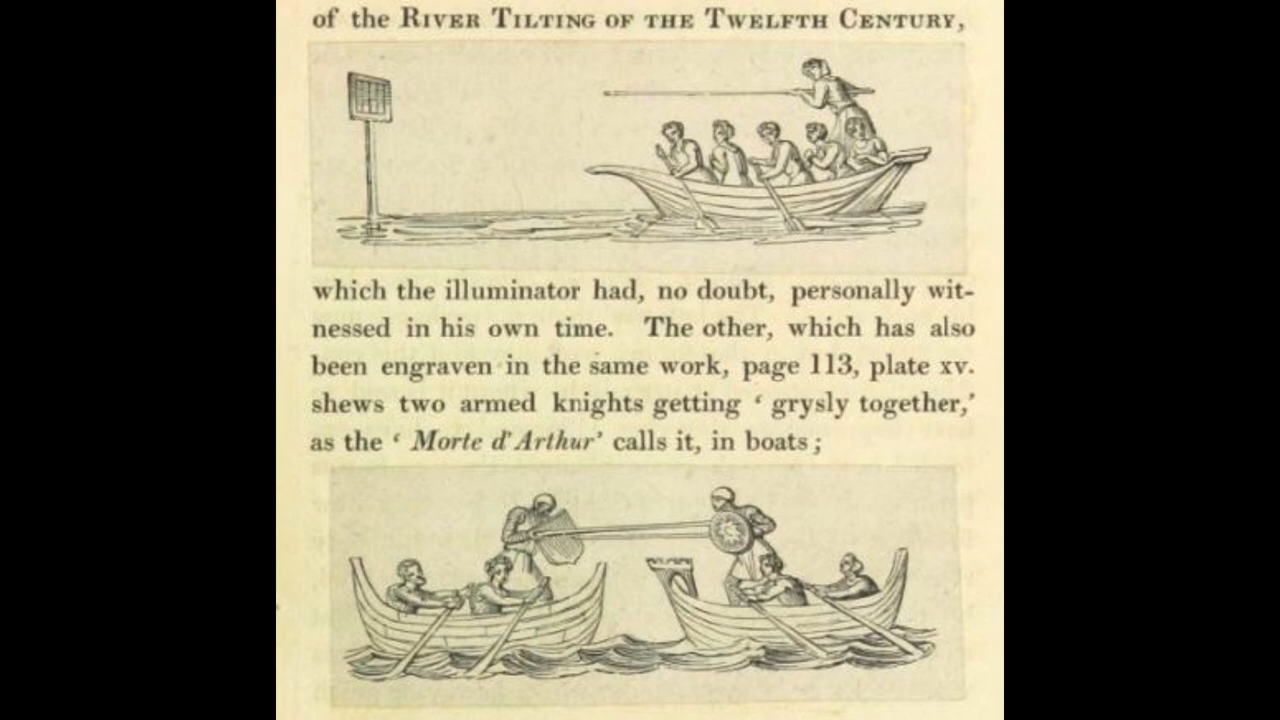 of the RIVER TILTING OF THE TWELFTH CENTURY,
which the illuminator had, no doubt, personally wit-
nessed in his own time. The other, which has also
been engraven in the same work, page 113, plate xv.
shews two armed knights getting ‘ grysly together,’
as the ‘ Morte d'Arthur’ calls it, in boats ;